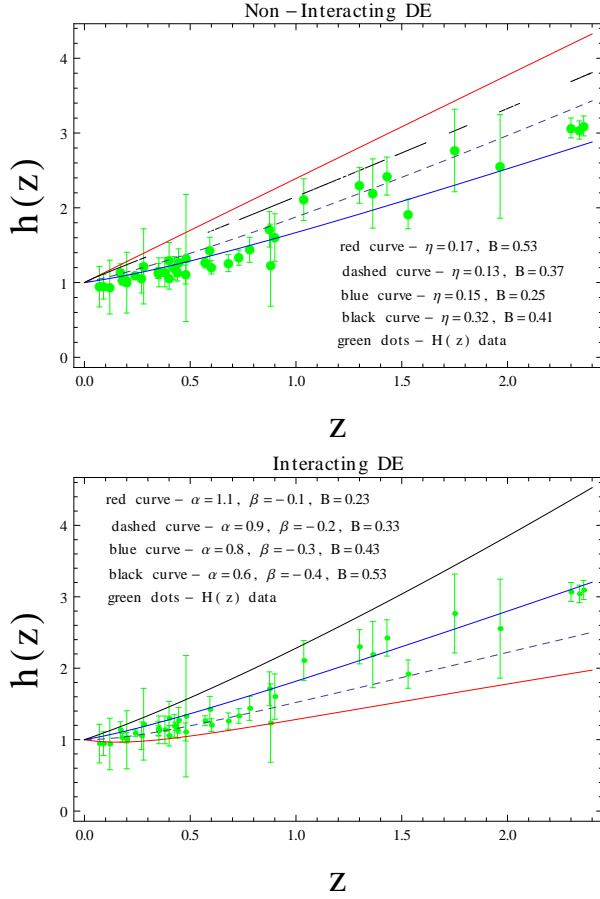 Non – Interacting DE
4
3
2
1
0
h(z)
red curve – η = 0.17 , B = 0.53
dashed curve – η = 0.13 , B = 0.37
blue curve – η = 0.15 , B = 0.25
black curve – η = 0.32 , B = 0.41
green dots – H(z) data
0.0 0.5 1.0 1.5 2.0
z
Interacting DE
4
3
2
1
0
h(z)
red curve – α = 1.1 , β = −0.1 , B = 0.23
dashed curve – α = 0.9 , β = −0.2 , B = 0.33
blue curve – α = 0.8 , β = −0.3 , B = 0.43
black curve – α = 0.6 , β = −0.4 , B = 0.53
green dots – H(z) data
0.0 0.5 1.0 1.5 2.0
z